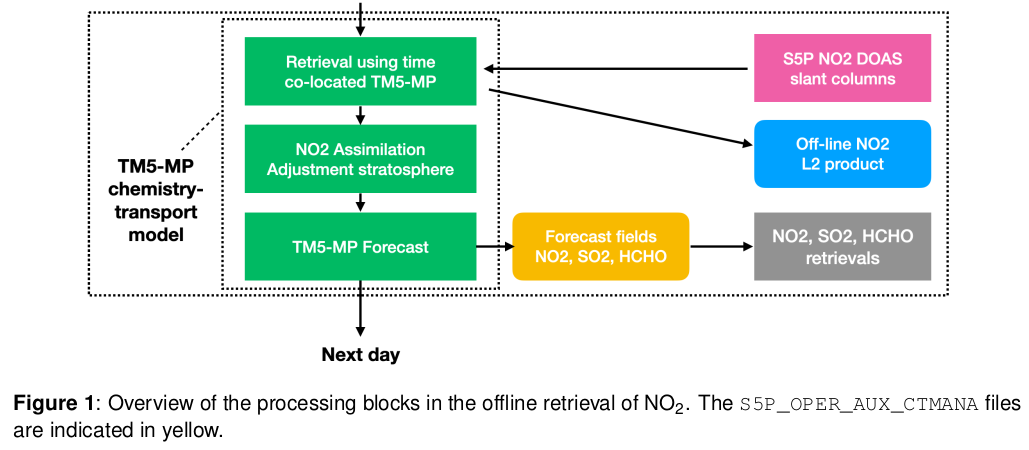 Retrieval using time
co-located TM5-MP
S5P NO2 DOAS
slant columns
NO2 Assimilation
Adjustment stratosphere
Off-line NO2
L2 product
TM5-MP
chemistry-
transport
model
TM5-MP Forecast
Forecast fields
NO2, SO2, HCHO
NO2, SO2, HCHO
retrievals
Next day
Figure 1: Overview of the processing blocks in the offline retrieval of NO₂. The S5P_OPER_AUX_CTMANA files
are indicated in yellow.